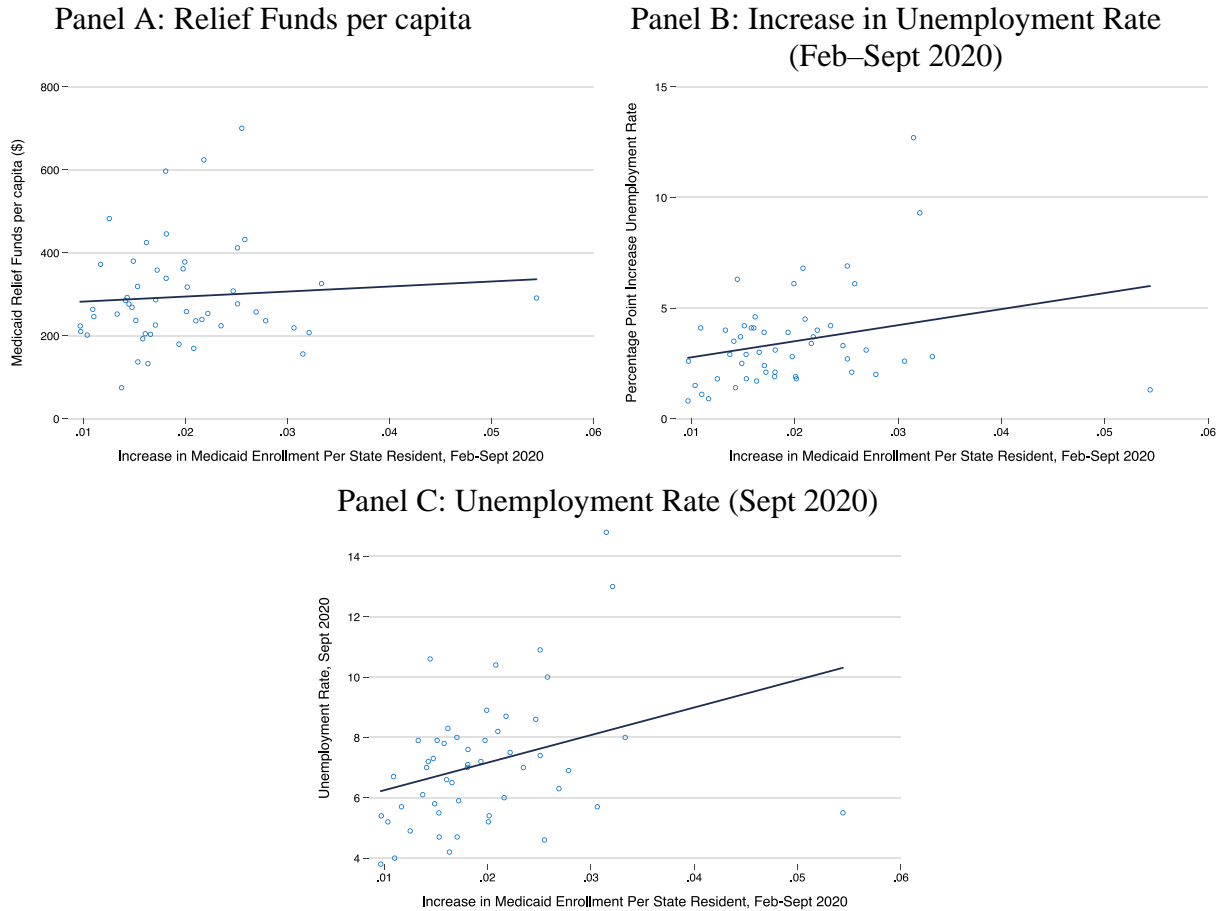 Panel A: Relief Funds per capita
Medicaid Relief Funds per capita ($)
800
600
400
200
0
.01 .02 .03 .04 .05 .06
Increase in Medicaid Enrollment Per State Resident, Feb-Sept 2020
Panel B: Increase in Unemployment Rate
(Feb–Sept 2020)
Percentage Point Increase Unemployment Rate
15
10
5
0
.01 .02 .03 .04 .05 .06
Increase in Medicaid Enrollment Per State Resident, Feb-Sept 2020
Panel C: Unemployment Rate (Sept 2020)
Unemployment Rate, Sept 2020
14
12
10
8
6
4
.01 .02 .03 .04 .05 .06
Increase in Medicaid Enrollment Per State Resident, Feb-Sept 2020